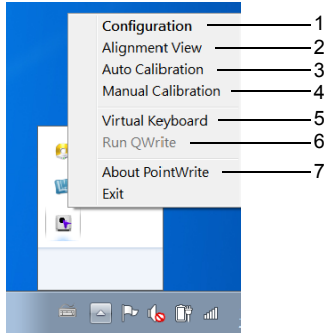 Configuration 1
Alignment View 2
Auto Calibration 3
Manual Calibration 4
Virtual Keyboard 5
Run QWrite 6
About PointWrite 7
Exit